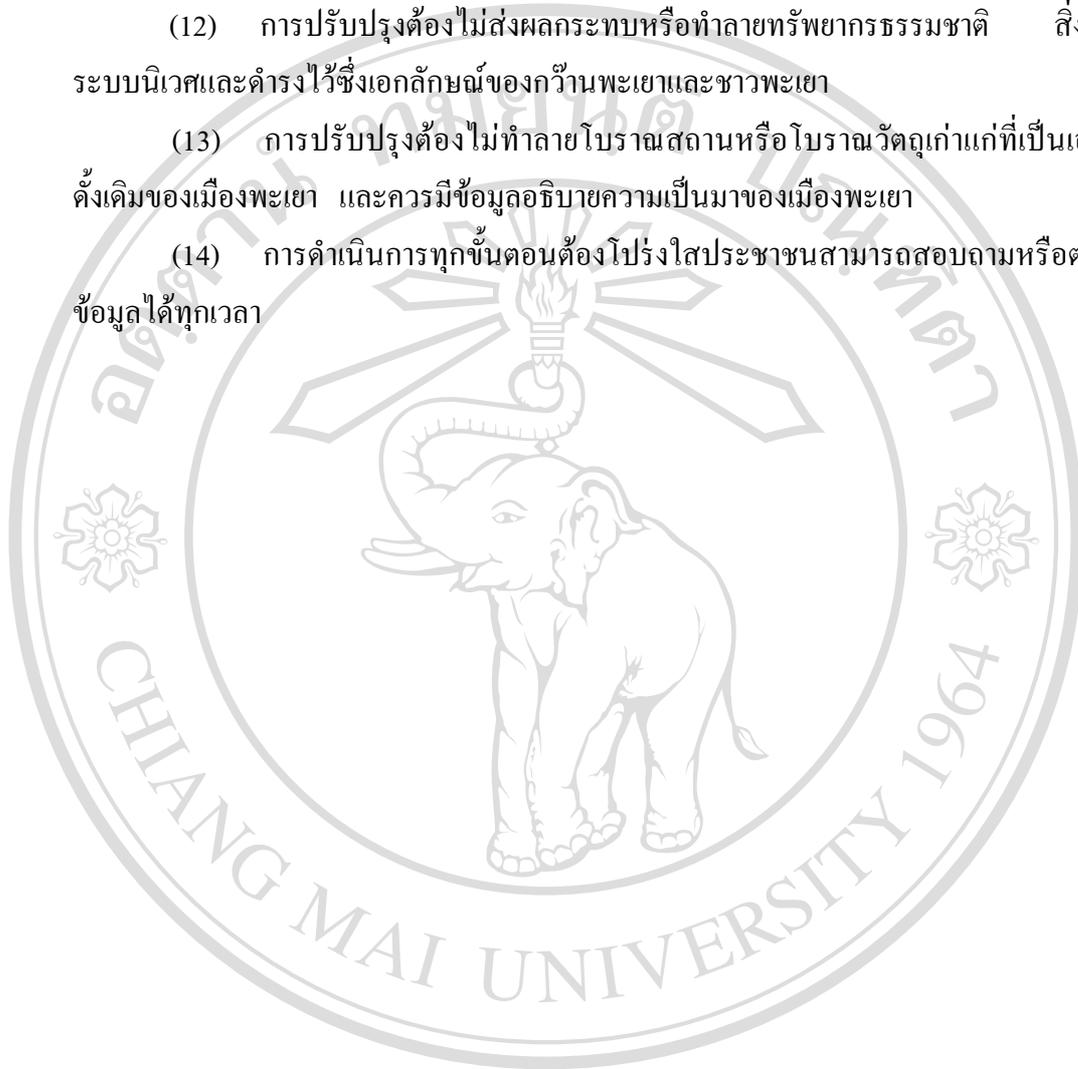 (12) การปรับปรุงต้องไม่ส่งผลกระทบหรือทำลายทรัพยากรธรรมชาติ
ระบบนิเวศและดำรงไว้ซึ่งเอกลักษณ์ของกว๊านพะเยาและชาวพะเยา
(13) การปรับปรุงต้องไม่ทำลายโบราณสถานหรือโบราณวัตถุเก่าแก่ที่เป็น
ดั้งเดิมของเมืองพะเยา และควรมีข้อมูลอธิบายความเป็นมาของเมืองพะเยา
(14) การดำเนินการทุกขั้นตอนต้องโปร่งใสประชาชนสามารถสอบถามหรือ
ข้อมูลได้ทุกเวลา
CHIANG MAI UNIVERSITY 1964